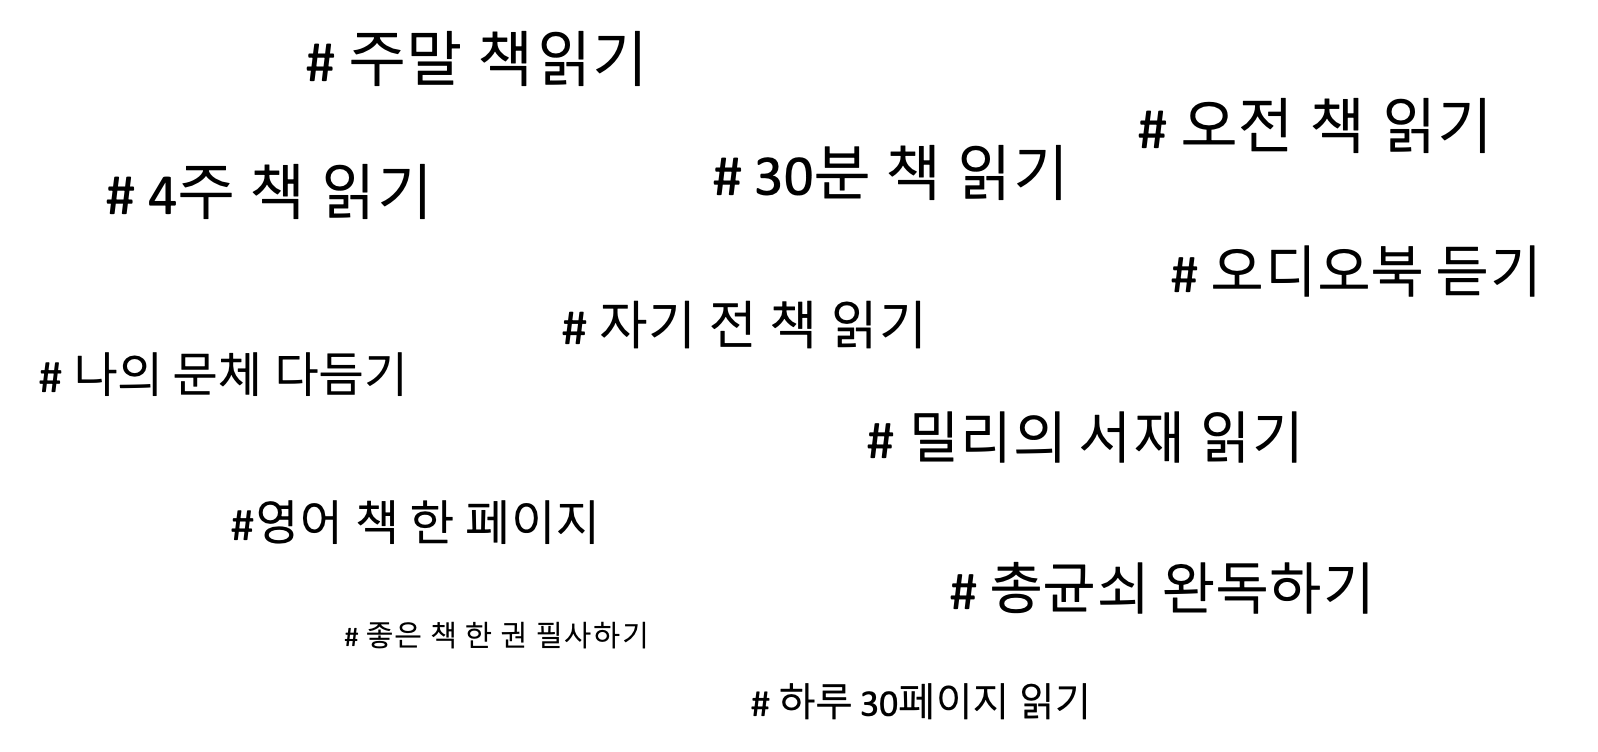 # 주말 책읽기
# 오전 책 읽기
# 30분 책 읽기
# 4주 책 읽기
# 오디오북 듣기
# 자기 전 책 읽기
# 나의 문체 다듬기
# 밀리의 서재 읽기
#영어 책 한 페이지
# 총균쇠 완독하기
# 좋은 책 한 권 필사하기
# 하루 30페이지 읽기